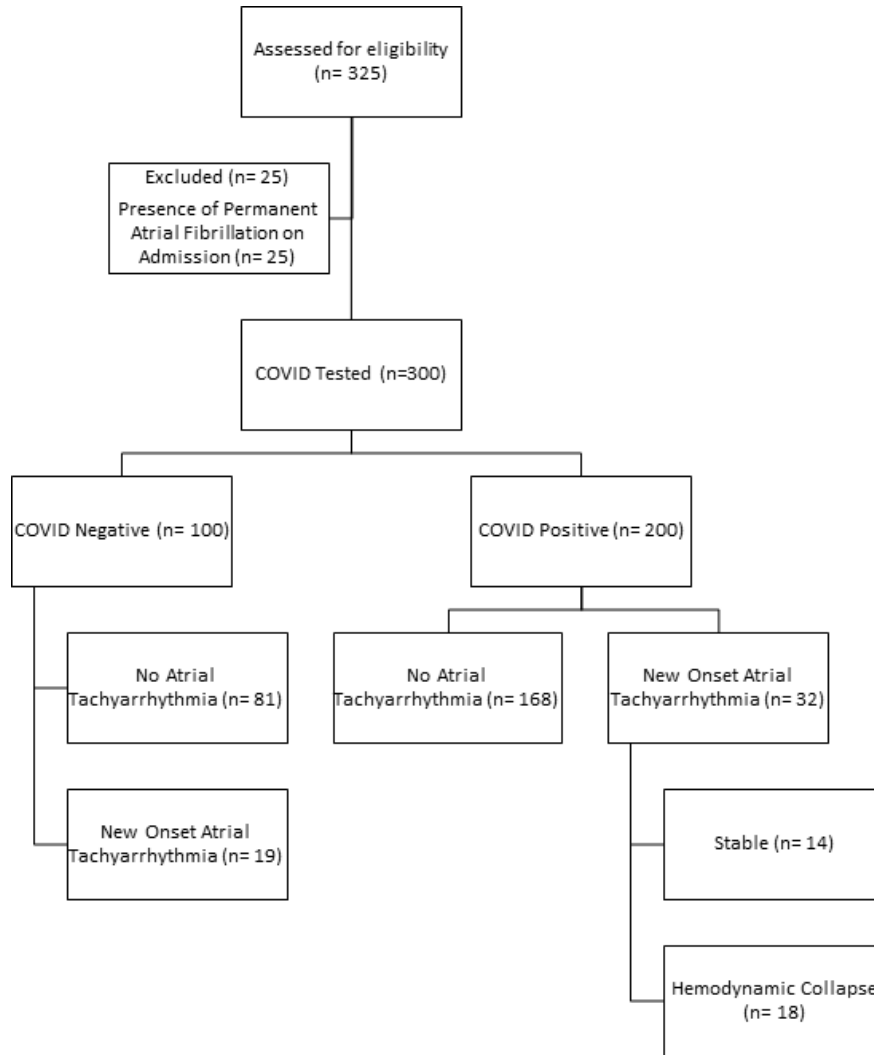 Assessed for eligibility
(n= 325)
Excluded (n= 25)
Presence of Permanent
Atrial Fibrillation on
Admission (n= 25)
COVID Tested (n=300)
COVID Negative (n= 100)
COVID Positive (n= 200)
No Atrial
Tachyarrhythmia (n= 81)
New Onset Atrial
Tachyarrhythmia (n= 19)
No Atrial
Tachyarrhythmia (n= 168)
New Onset Atrial
Tachyarrhythmia (n= 32)
Stable (n= 14)
Hemodynamic Collapse
(n= 18)